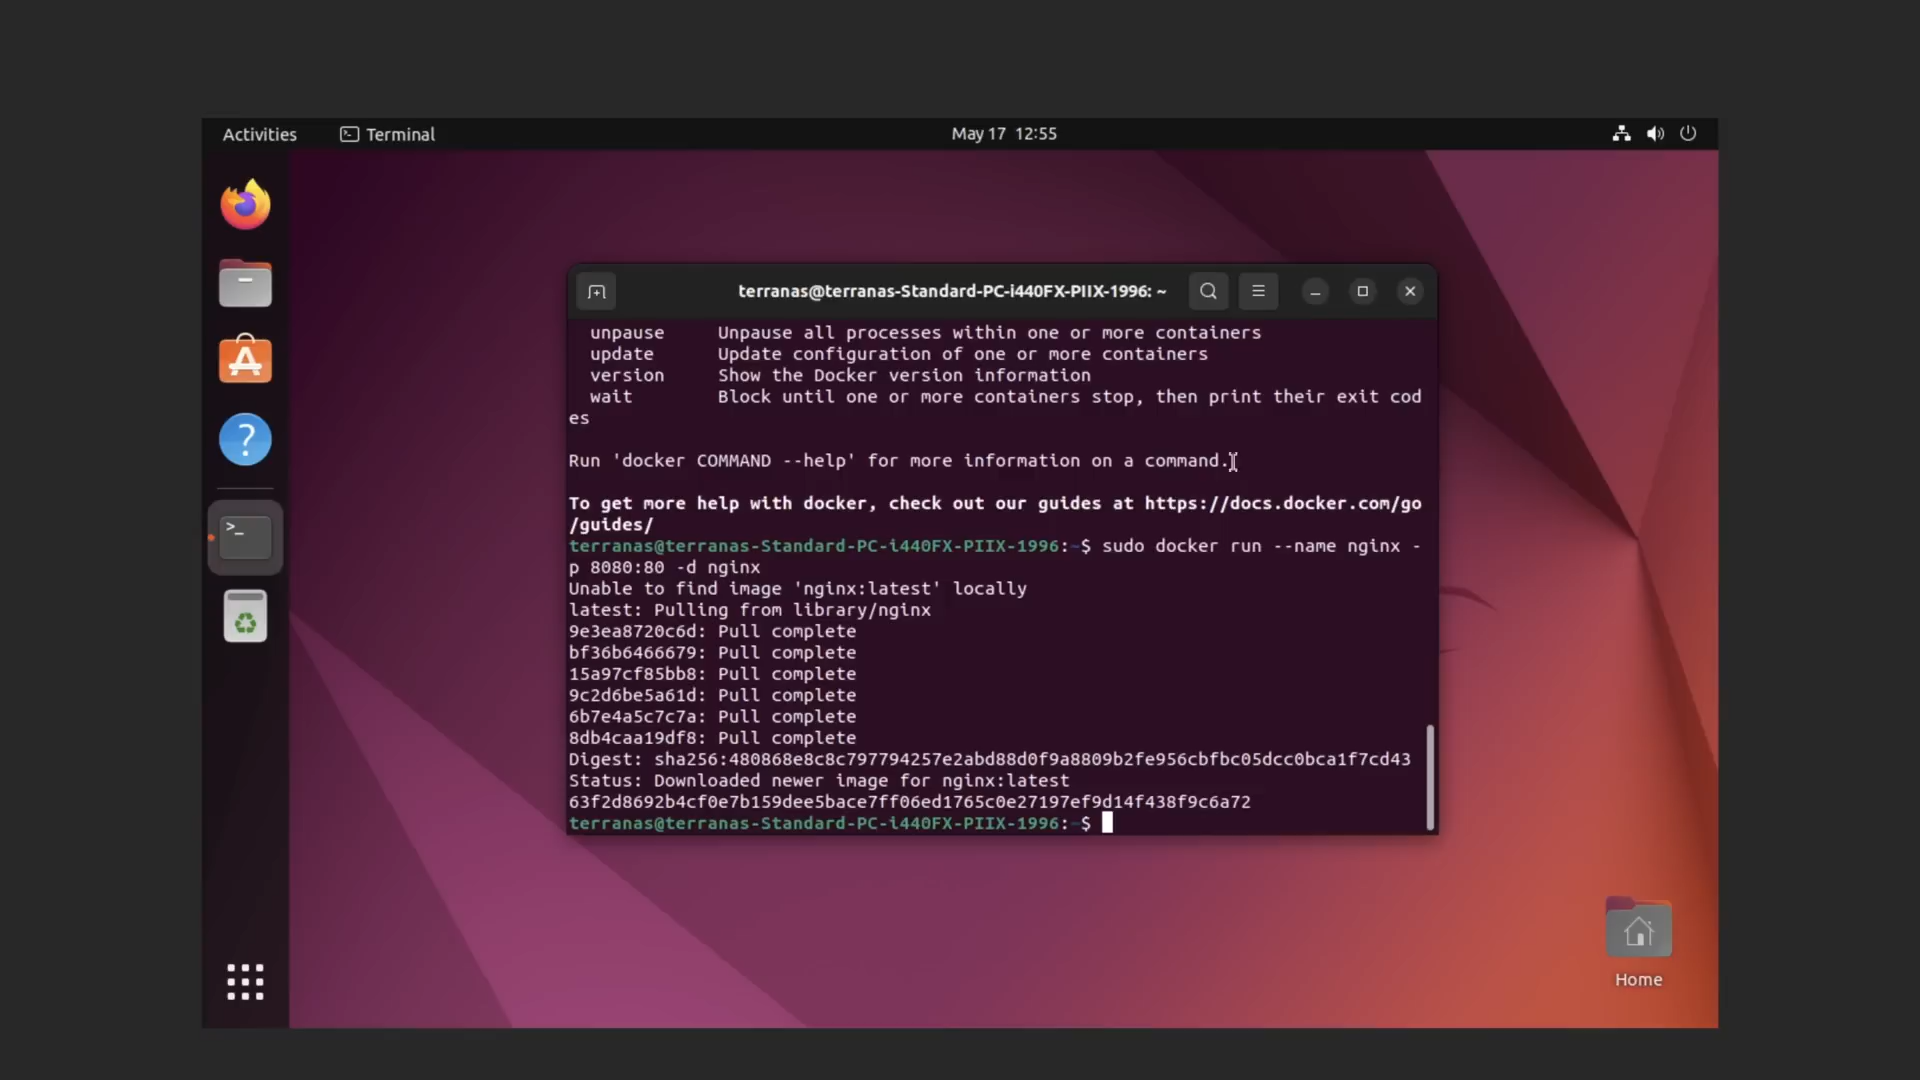 Activities
Terminal
May 17 12:55
terranas@terranas-Standard-PC-i440FX-PIIX-1996: ~
unpause Unpause all processes within one or more containers
update Update configuration of one or more containers
version Show the Docker version information
wait Block until one or more containers stop, then print their exit cod
es
Run 'docker COMMAND --help' for more information on a command.
To get more help with docker, check out our guides at https://docs.docker.com/go
/guides/
terranas@terranas-Standard-PC-i440FX-PIIX-1996:~$ sudo docker run --name nginx -
p 8080:80 -d nginx
Unable to find image 'nginx:latest' locally
latest: Pulling from library/nginx
9e3ea8720c6d: Pull complete
bf36b6466679: Pull complete
15a97cf85bb8: Pull complete
9c2d6be5a61d: Pull complete
6b7e4a5c7c7a: Pull complete
8db4caa19df8: Pull complete
Digest: sha256:480868e8c8c797794257e2abd88d0f9a8809b2fe956cbfbc05dcc0bca1f7cd43
Status: Downloaded newer image for nginx:latest
63f2d8692b4cf0e7b159dee5bace7ff06ed1765c0e27197ef9d14f438f9c6a72
terranas@terranas-Standard-PC-i440FX-PIIX-1996:~$
Home